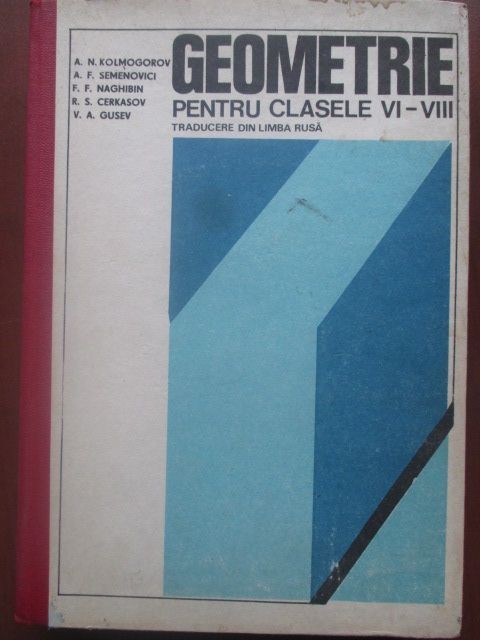 A. N. KOLMOGOROV
A. F. SEMENOVICI
F. F. NAGHIBIN
R. S. CERKASOV
V. A. GUSEV
GEOMETRIE
PENTRU CLASELE VI-VIII
TRADUCERE DIN LIMBA RUSĂ